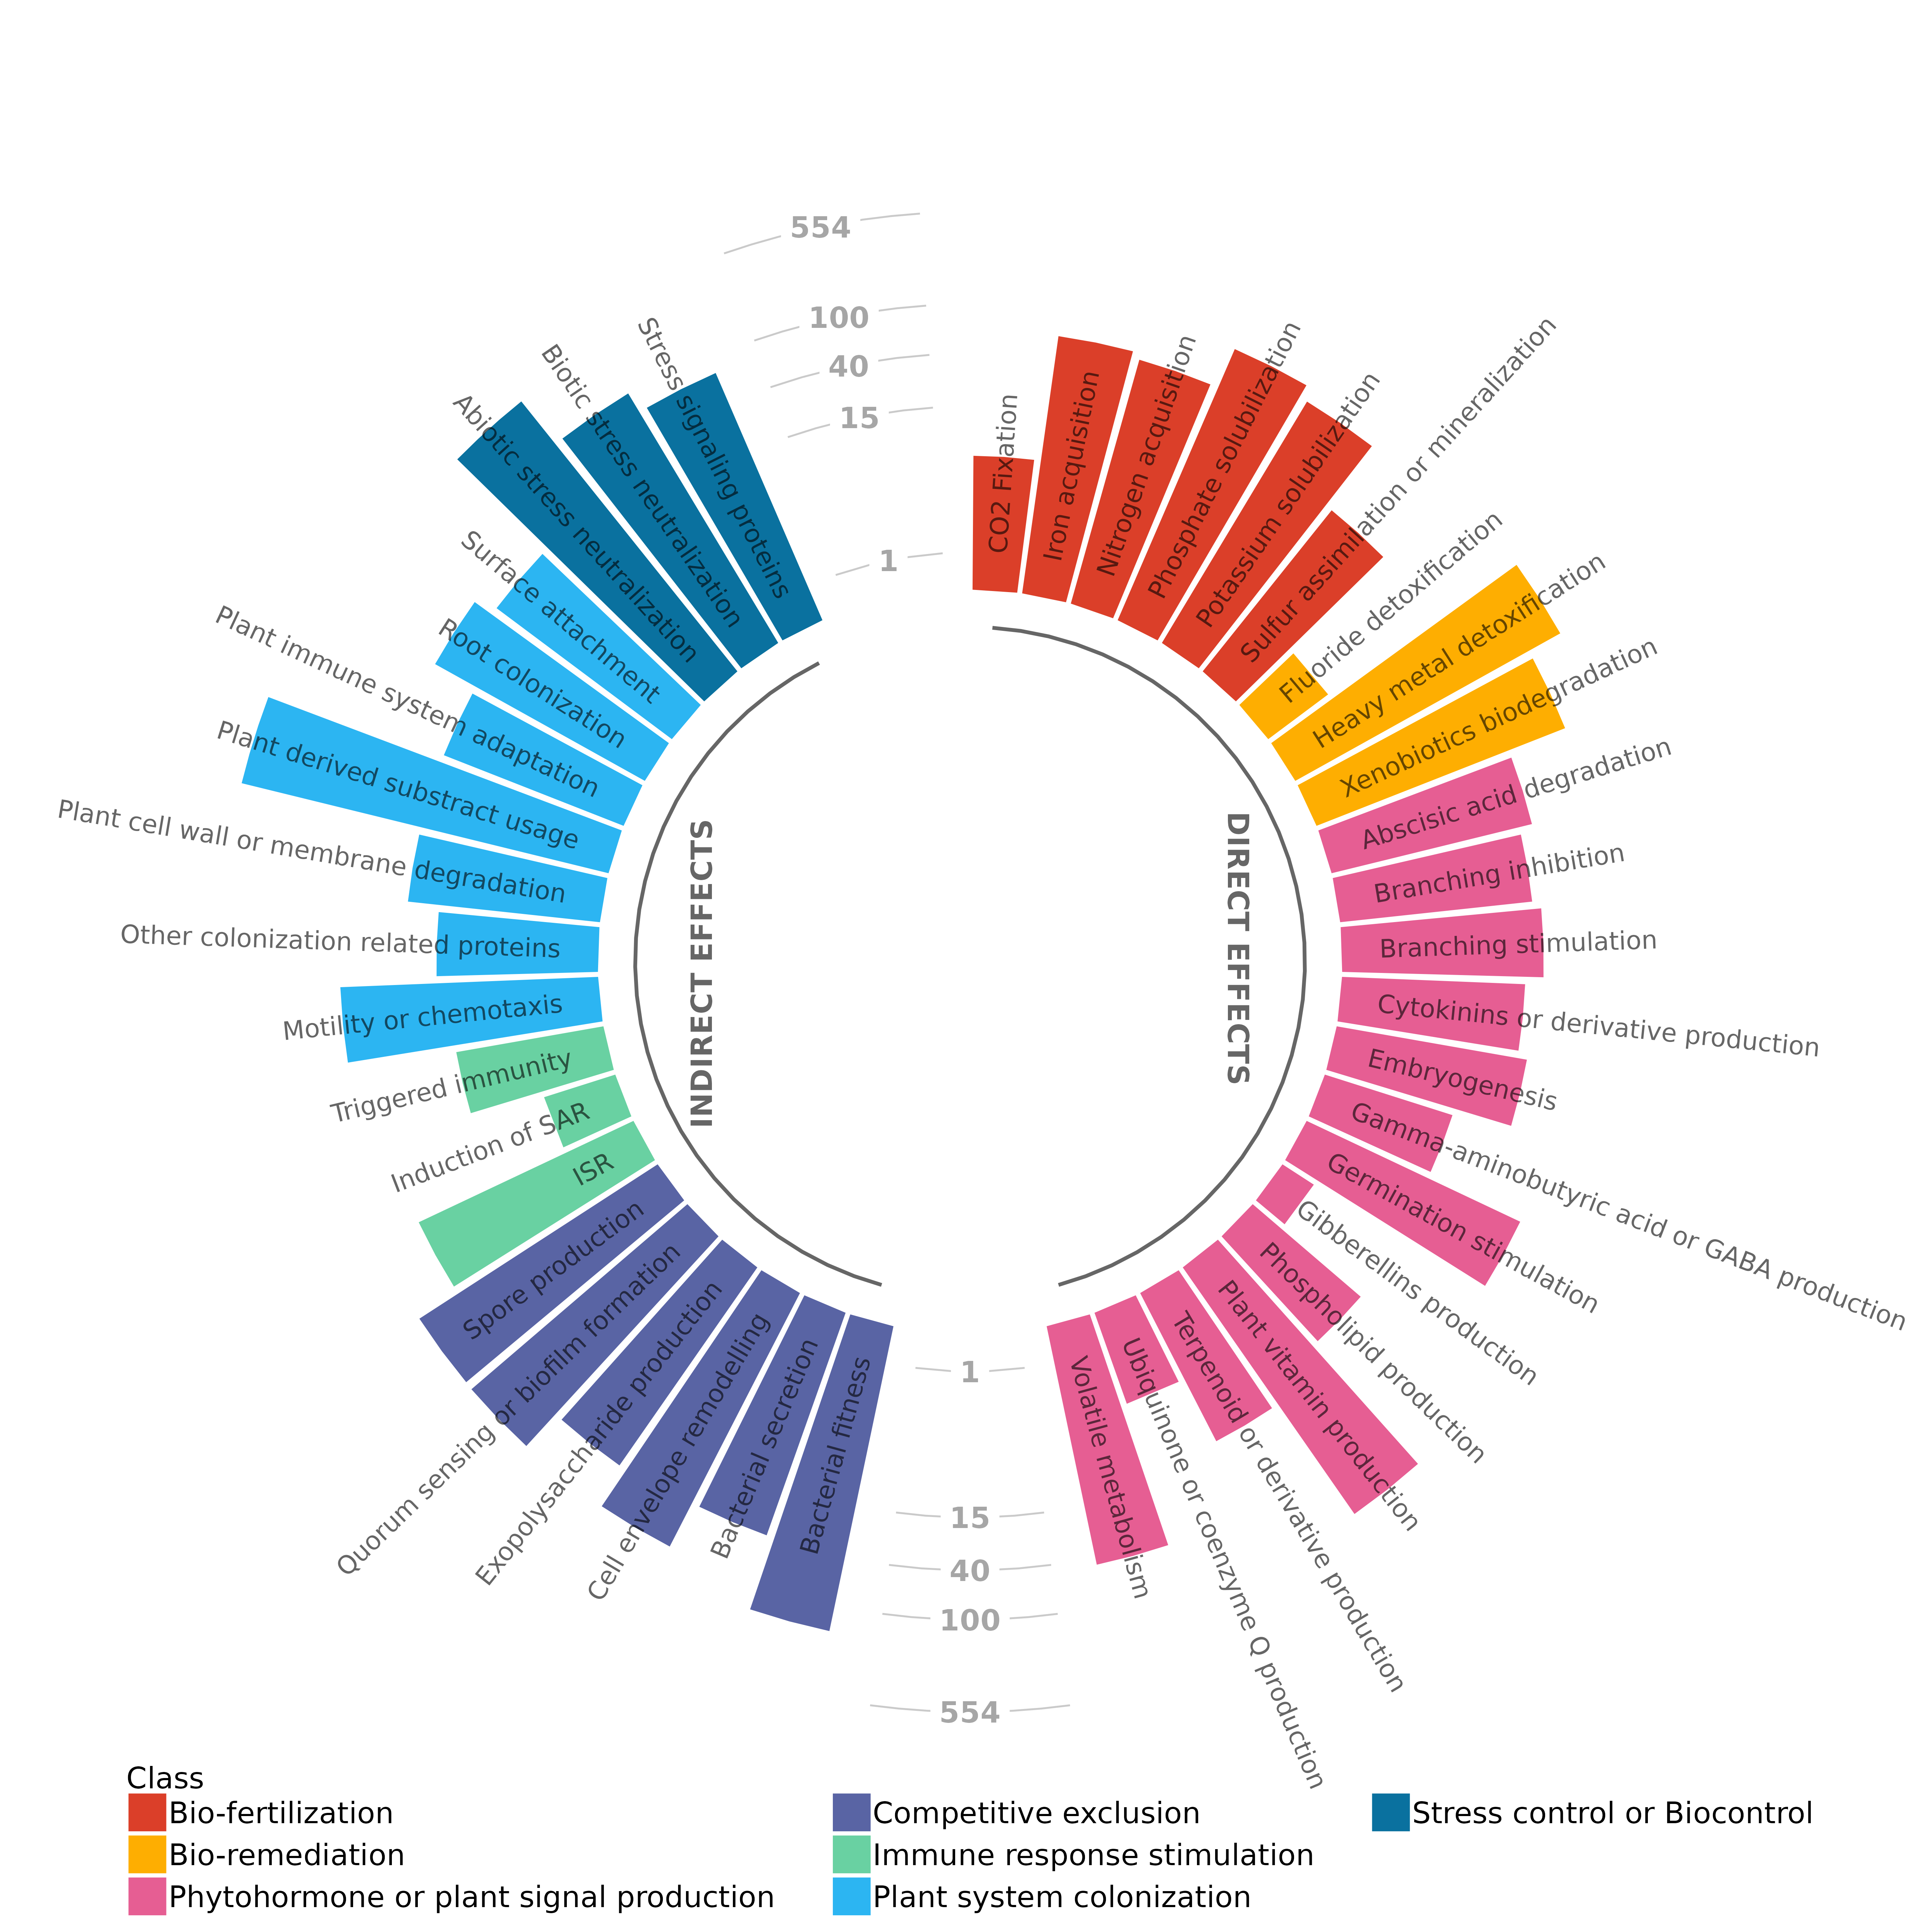 554
100
40
15
1
CO2 Fixation
Iron acquisition
Nitrogen acquisition
Phosphate solubilization
Potassium solubilization
Sulfur assimilation or mineralization
Fluoride detoxification
Heavy metal detoxification
Xenobiotics biodegradation
Abscisic acid degradation
Branching inhibition
Branching stimulation
Cytokinins or derivative production
Embryogenesis
Gamma-aminobutyric acid or GABA production
Germination stimulation
Gibberellins production
Phospholipid production
Plant vitamin production
Terpenoid or derivative production
Ubiquinone or coenzyme Q production
Volatile metabolism
Bacterial fitness
Bacterial secretion
Cell envelope remodelling
Exopolysaccharide production
Quorum sensing or biofilm formation
Spore production
ISR
Induction of SAR
Triggered immunity
Motility or chemotaxis
Other colonization related proteins
Plant cell wall or membrane degradation
Plant derived substract usage
Plant immune system adaptation
Root colonization
Surface attachment
Abiotic stress neutralization
Biotic stress neutralization
Stress signaling proteins
INDIRECT EFFECTS
DIRECT EFFECTS
1
15
40
100
554
Class
Bio-fertilization
Bio-remediation
Phytohormone or plant signal production
Competitive exclusion
Immune response stimulation
Plant system colonization
Stress control or Biocontrol